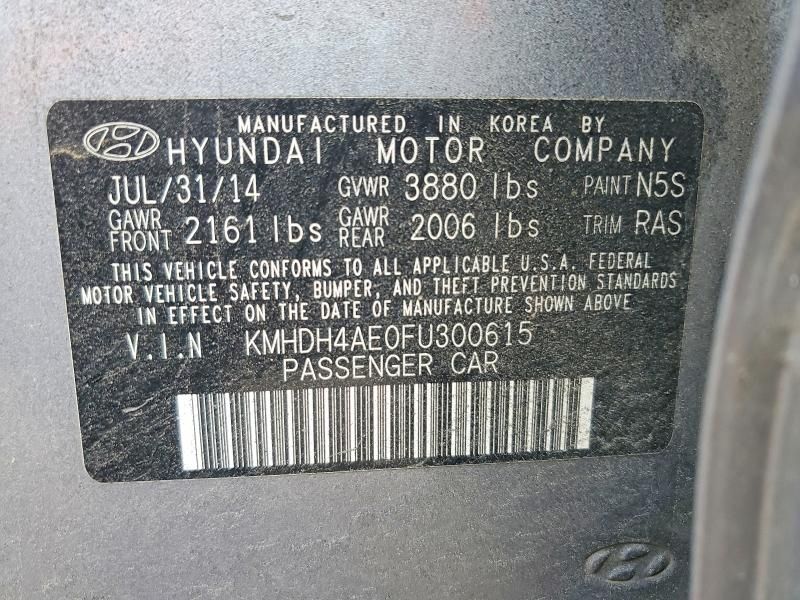 MANUFACTURED IN KOREA BY
HYUNDAI MOTOR COMPANY
JUL/31/14 GVWR 3880 lbs PAINT N5S
GAWR FRONT 2161 lbs GAWR REAR 2006 lbs TRIM RAS
THIS VEHICLE CONFORMS TO ALL APPLICABLE U.S.A. FEDERAL
MOTOR VEHICLE SAFETY, BUMPER, AND THEFT PREVENTION STANDARDS
IN EFFECT ON THE DATE OF MANUFACTURE SHOWN ABOVE
V.I.N KMHDH4AE0FU300615
PASSENGER CAR